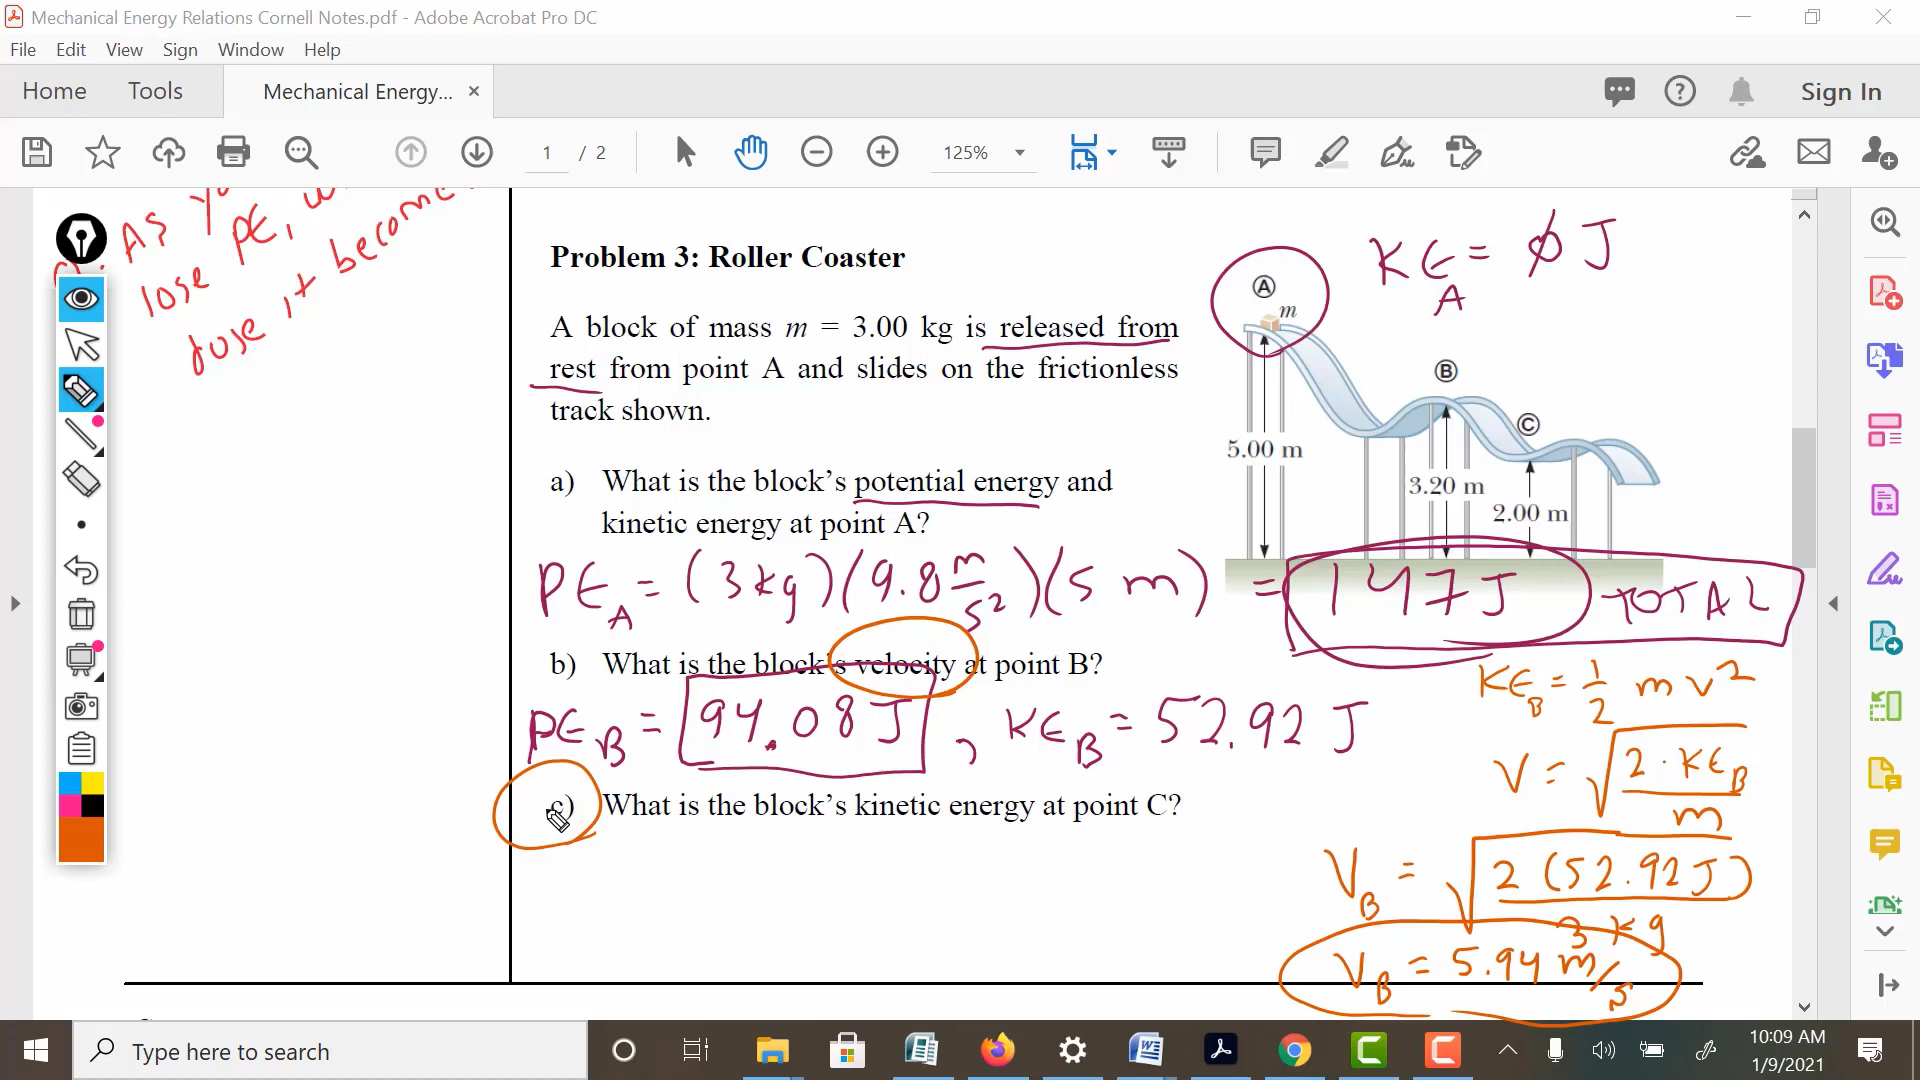 Mechanical Energy Relations Cornell Notes.pdf - Adobe Acrobat Pro DC
File Edit View Sign Window Help
Home Tools Mechanical Energy... × Sign In
1 / 2 125%
As
lose PE,
it become
Problem 3: Roller Coaster
A block of mass m = 3.00 kg is released from
rest from point A and slides on the frictionless
track shown.
KE_A = ∅ J
A
m
B
C
5.00 m
3.20 m
2.00 m
a) What is the block’s potential energy and
kinetic energy at point A?
PE_A = (3 kg)(9.8 m/s²)(5 m) = 147 J TOTAL
b) What is the block's velocity at point B?
PE_B = 94.08 J , KE_B = 52.92 J
c) What is the block’s kinetic energy at point C?
KE_B = 1/2 m v²
V = √(2 · KE_B / m)
V_B = √(2 (52.92 J) / 3 kg)
V_B = 5.94 m/s
Type here to search
10:09 AM
1/9/2021